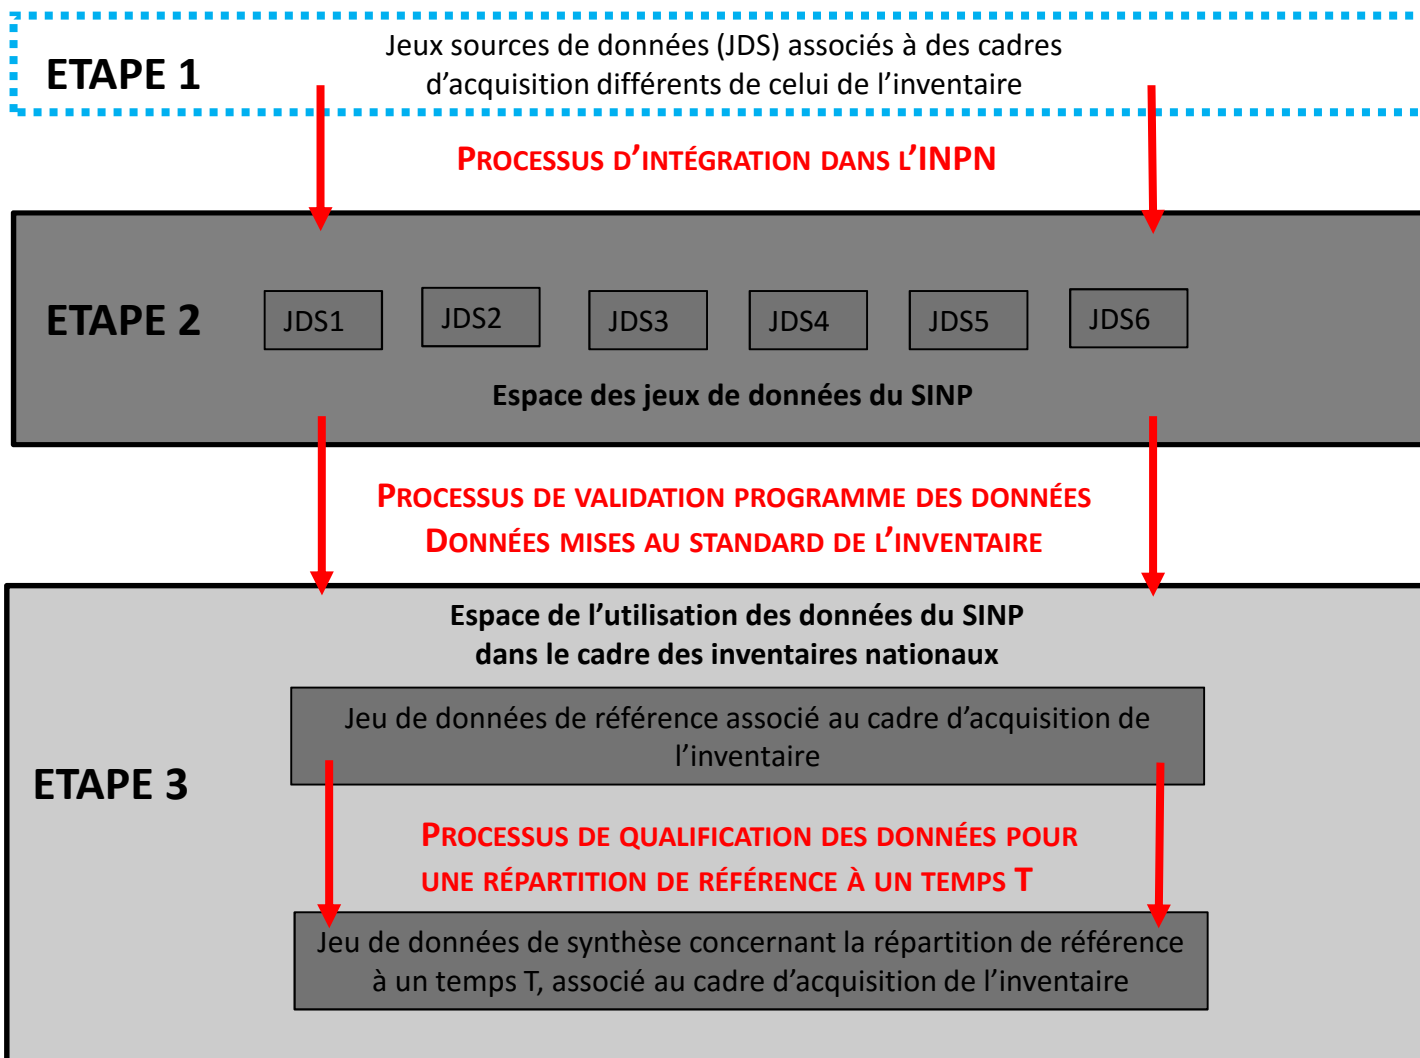 ETAPE 1
Jeux sources de données (JDS) associés à des cadres
d'acquisition différents de celui de l'inventaire
PROCESSUS D'INTÉGRATION DANS L'INPN
ETAPE 2
JDS1
JDS2
JDS3
JDS4
JDS5
JDS6
Espace des jeux de données du SINP
PROCESSUS DE VALIDATION PROGRAMME DES DONNÉES
DONNÉES MISES AU STANDARD DE L'INVENTAIRE
Espace de l'utilisation des données du SINP
dans le cadre des inventaires nationaux
ETAPE 3
Jeu de données de référence associé au cadre d'acquisition de
l'inventaire
PROCESSUS DE QUALIFICATION DES DONNÉES POUR
UNE RÉPARTITION DE RÉFÉRENCE À UN TEMPS T
Jeu de données de synthèse concernant la répartition de référence
à un temps T, associé au cadre d'acquisition de l'inventaire